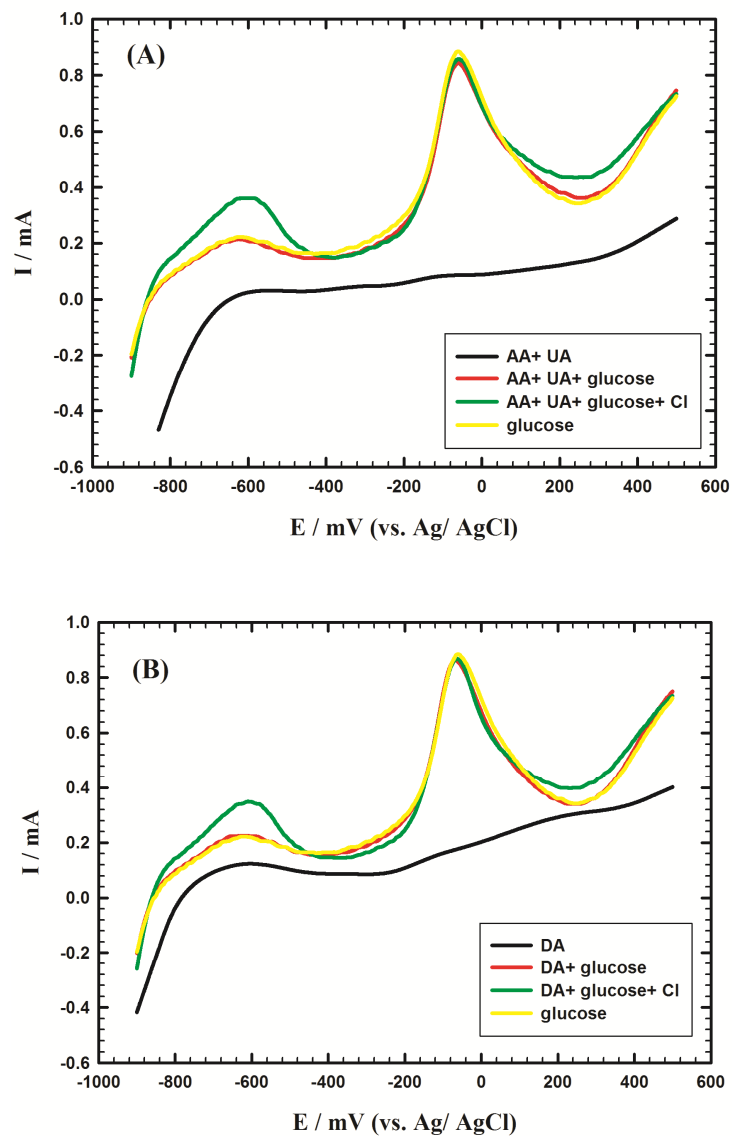 (A)
1.0
0.8
0.6
0.4
0.2
0.0
-0.2
-0.4
-0.6
I / mA
AA+ UA
AA+ UA+ glucose
AA+ UA+ glucose+ Cl
glucose
-1000 -800 -600 -400 -200 0 200 400 600
E / mV (vs. Ag/ AgCl)
(B)
1.0
0.8
0.6
0.4
0.2
0.0
-0.2
-0.4
-0.6
I / mA
DA
DA+ glucose
DA+ glucose+ Cl
glucose
-1000 -800 -600 -400 -200 0 200 400 600
E / mV (vs. Ag/ AgCl)